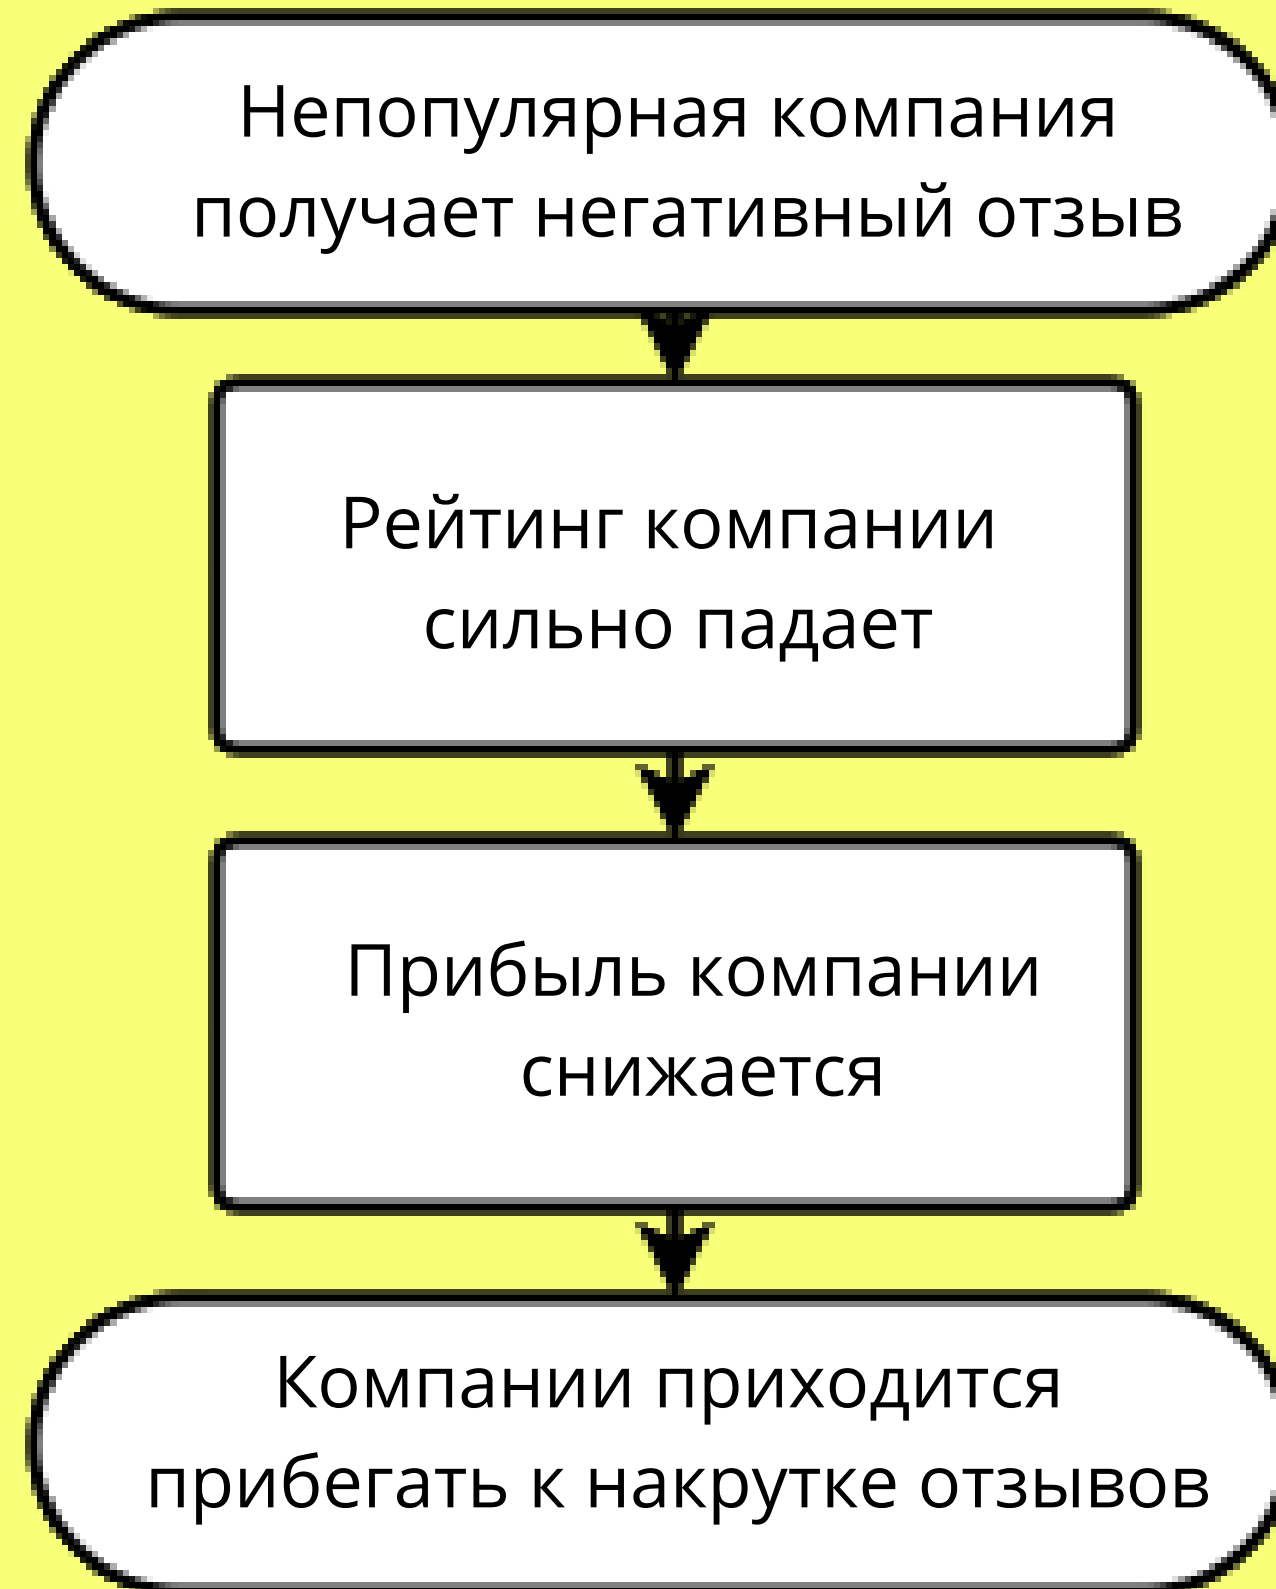 Непопулярная компания
получает негативный отзыв
Рейтинг компании
сильно падает
Прибыль компании
снижается
Компании приходится
прибегать к накрутке отзывов